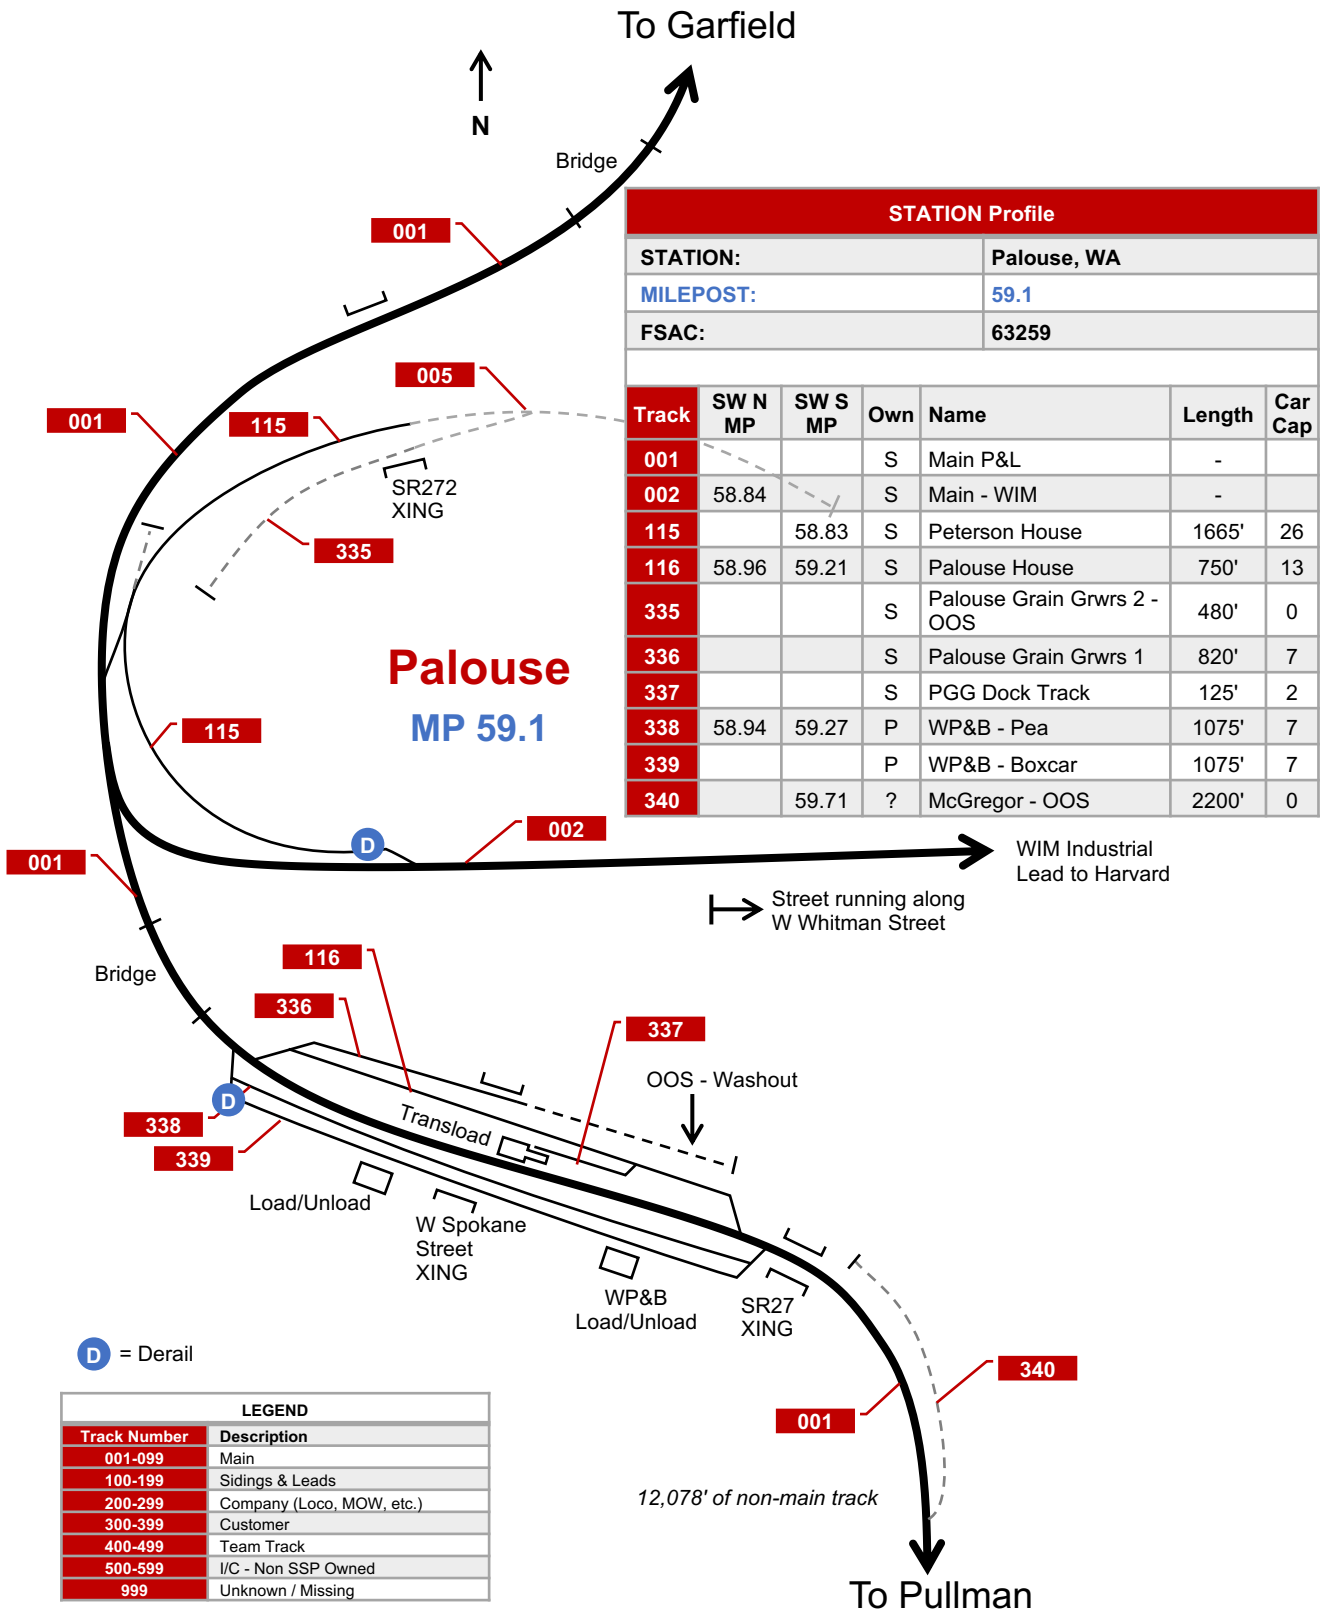 To Garfield
N
Bridge
001
STATION Profile
STATION: Palouse, WA
MILEPOST: 59.1
FSAC: 63259
Track SW N MP SW S MP Own Name Length Car Cap
001 S Main P&L -
002 58.84 S Main - WIM -
115 58.83 S Peterson House 1665' 26
116 58.96 59.21 S Palouse House 750' 13
335 S Palouse Grain Grwrs 2 - OOS 480' 0
336 S Palouse Grain Grwrs 1 820' 7
337 S PGG Dock Track 125' 2
338 58.94 59.27 P WP&B - Pea 1075' 7
339 P WP&B - Boxcar 1075' 7
340 59.71 ? McGregor - OOS 2200' 0
005
001
115
SR272
XING
335
Palouse
MP 59.1
115
002
D
001
WIM Industrial
Lead to Harvard
Street running along
W Whitman Street
116
Bridge
336
337
OOS - Washout
D
338
Transload
339
Load/Unload
W Spokane
Street
XING
WP&B
Load/Unload
SR27
XING
D = Derail
340
001
LEGEND
Track Number Description
001-099 Main
100-199 Sidings & Leads
200-299 Company (Loco, MOW, etc.)
300-399 Customer
400-499 Team Track
500-599 I/C - Non SSP Owned
999 Unknown / Missing
12,078' of non-main track
To Pullman